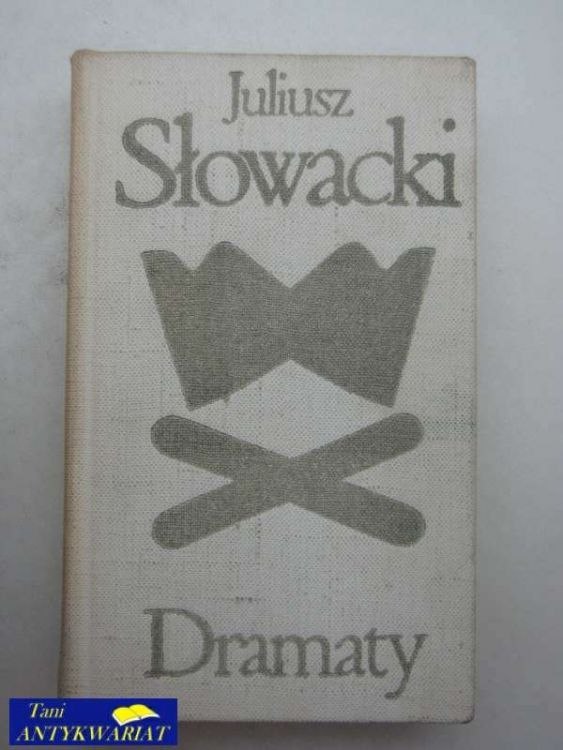 Juliusz
Słowacki
Dramaty
Tani
ANTYKWARIAT